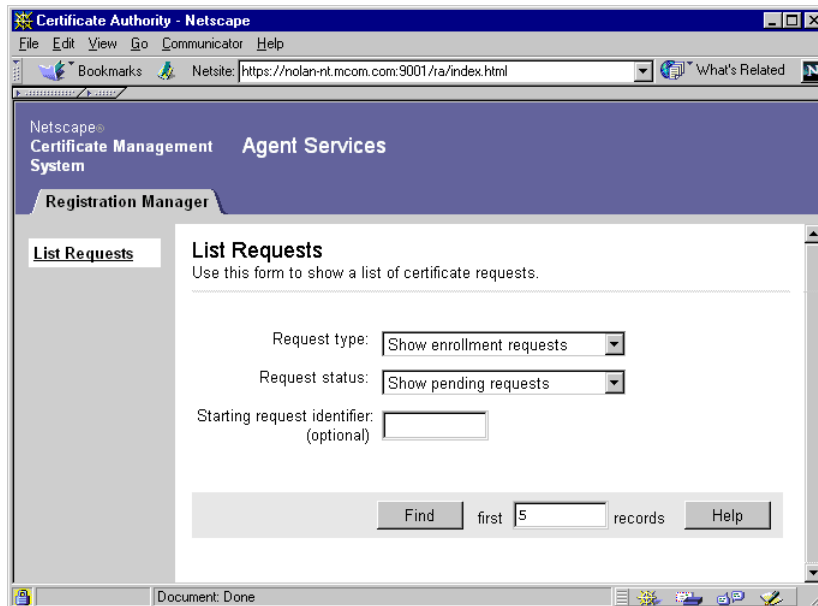 Certificate Authority - Netscape
File Edit View Go Communicator Help
Bookmarks Netsite: https://nolan-nt.mcom.com:9001/ra/index.html What's Related N
Netscape®
Certificate Management System
Agent Services
Registration Manager
List Requests
List Requests
Use this form to show a list of certificate requests.
Request type: Show enrollment requests
Request status: Show pending requests
Starting request identifier:
(optional)
Find first 5 records Help
Document: Done